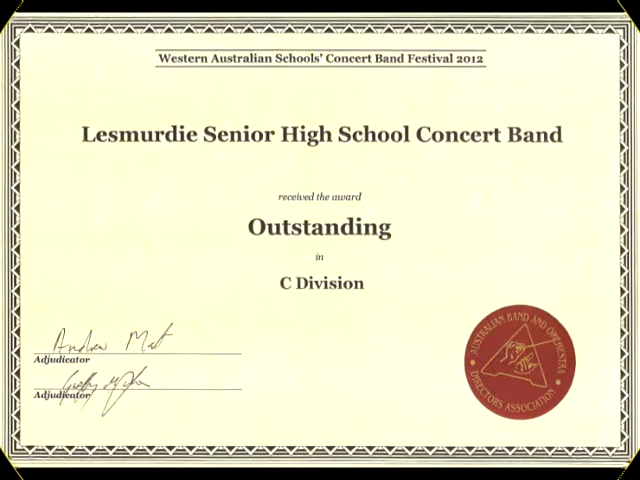 Western Australian Schools' Concert Band Festival 2012
Lesmurdie Senior High School Concert Band
received the award
Outstanding
in
C Division
Andrew
Adjudicator
Adjudicator
AUSTRALIAN BAND AND ORCHESTRA
DIRECTORS ASSOCIATION